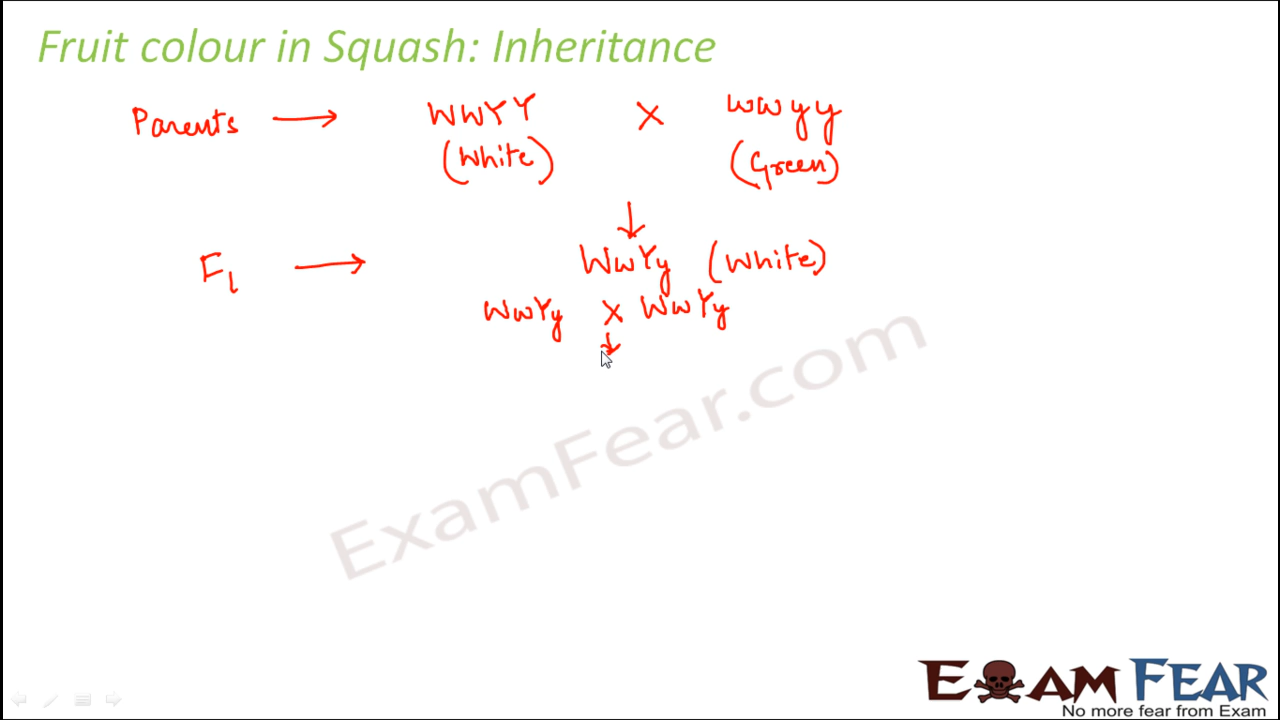 Fruit colour in Squash: Inheritance
Parents → WWYY X wwyy
(White) (Green)
↓
F1 → WwYy (White)
WwYy X WwYy
↓
ExamFear.com
EXAM FEAR
No more fear from Exam